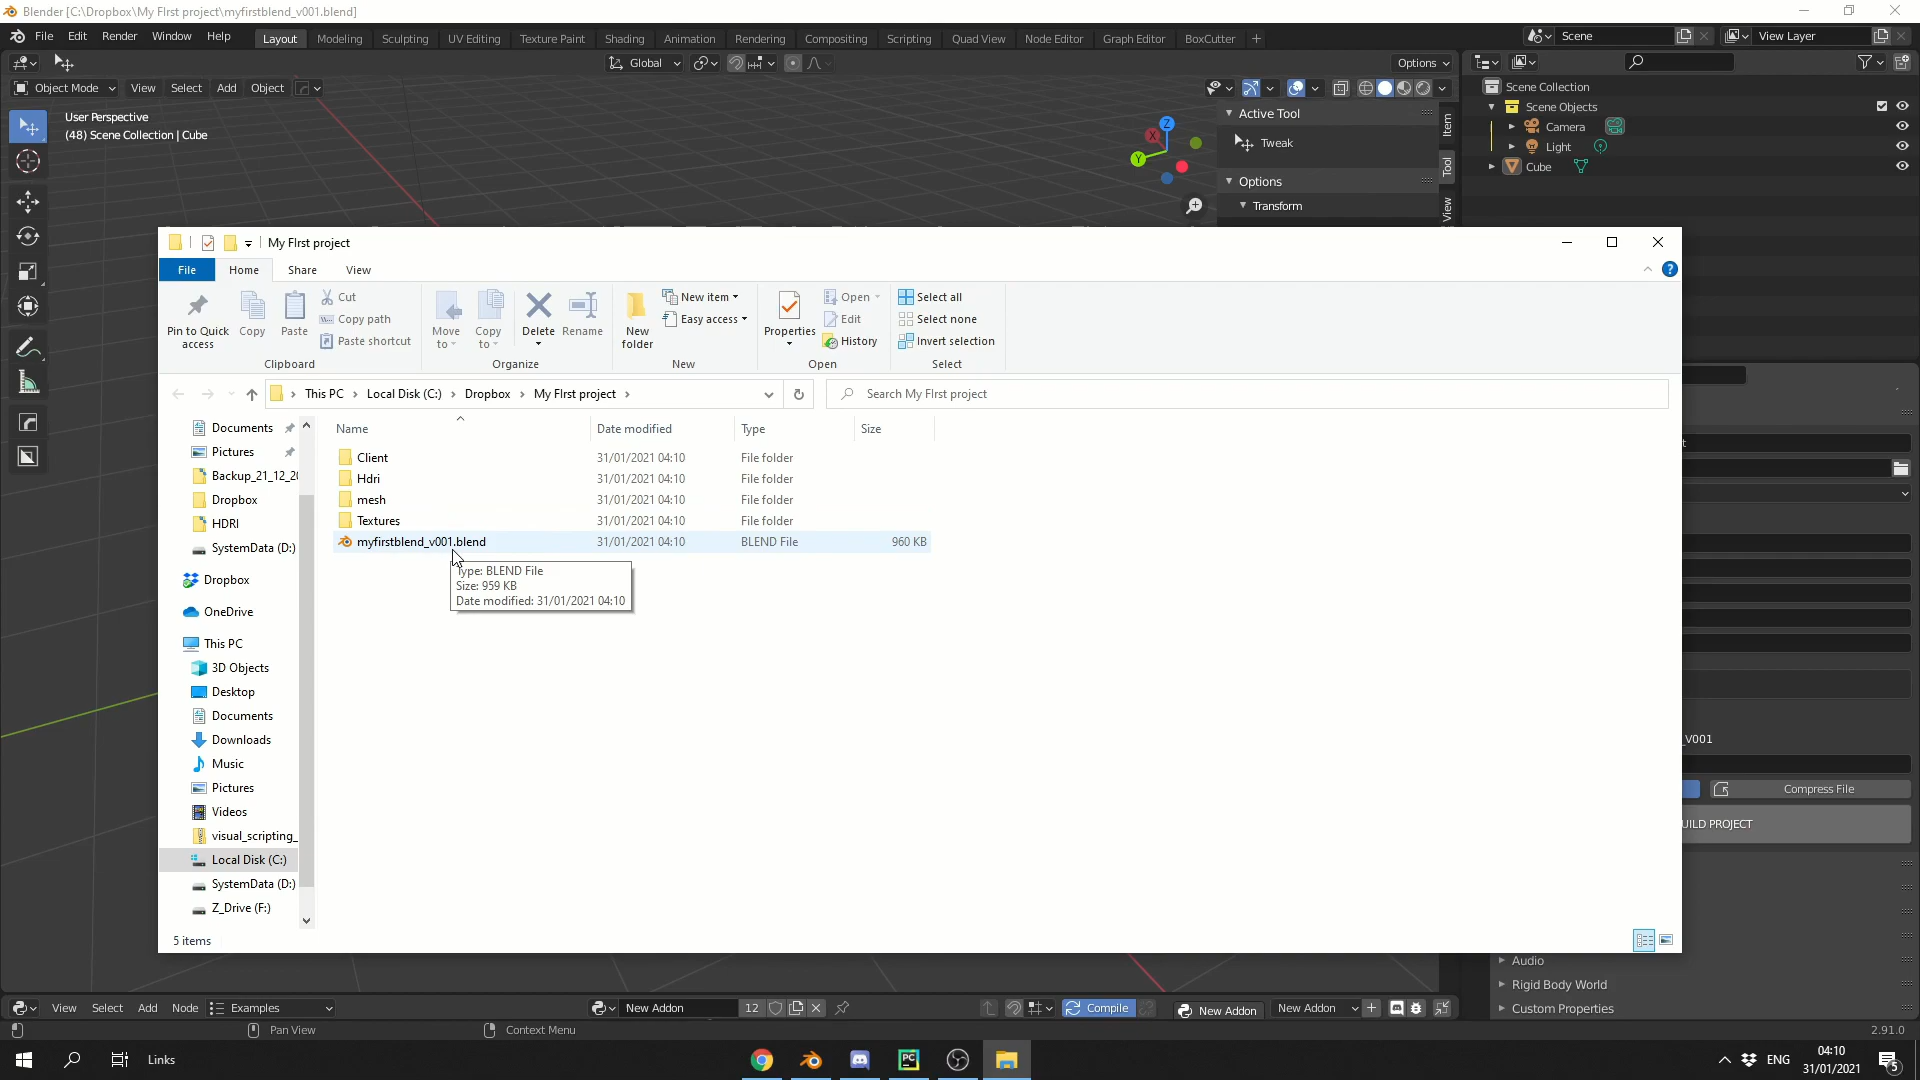 Blender [C:\Dropbox\My FIrst project\myfirstblend_v001.blend]
File Edit Render Window Help Layout Modeling Sculpting UV Editing Texture Paint Shading Animation Rendering Compositing Scripting Quad View Node Editor Graph Editor BoxCutter + Scene View Layer
Global Options
Object Mode View Select Add Object
User Perspective
(48) Scene Collection | Cube
Z
X
Y
Active Tool
Tweak
Options
Transform
Item
Tool
View
Scene Collection
Scene Objects
Camera
Light
Cube
My FIrst project
File Home Share View
Pin to Quick access
Copy
Paste
Cut
Copy path
Paste shortcut
Clipboard
Move to
Copy to
Delete
Rename
Organize
New folder
New item
Easy access
New
Properties
Open
Edit
History
Open
Select all
Select none
Invert selection
Select
This PC > Local Disk (C:) > Dropbox > My FIrst project >
Search My FIrst project
Documents
Pictures
Backup_21_12_20
Dropbox
HDRI
SystemData (D:)
Dropbox
OneDrive
This PC
3D Objects
Desktop
Documents
Downloads
Music
Pictures
Videos
visual_scripting_
Local Disk (C:)
SystemData (D:)
Z_Drive (F:)
Name Date modified Type Size
Client 31/01/2021 04:10 File folder
Hdri 31/01/2021 04:10 File folder
mesh 31/01/2021 04:10 File folder
Textures 31/01/2021 04:10 File folder
myfirstblend_v001.blend 31/01/2021 04:10 BLEND File 960 KB
Type: BLEND File
Size: 959 KB
Date modified: 31/01/2021 04:10
5 items
t
_V001
Compress File
UILD PROJECT
Audio
Rigid Body World
Custom Properties
View Select Add Node Examples New Addon 12 Compile New Addon New Addon
Pan View Context Menu 2.91.0
Links ENG 04:10
31/01/2021
PC
5